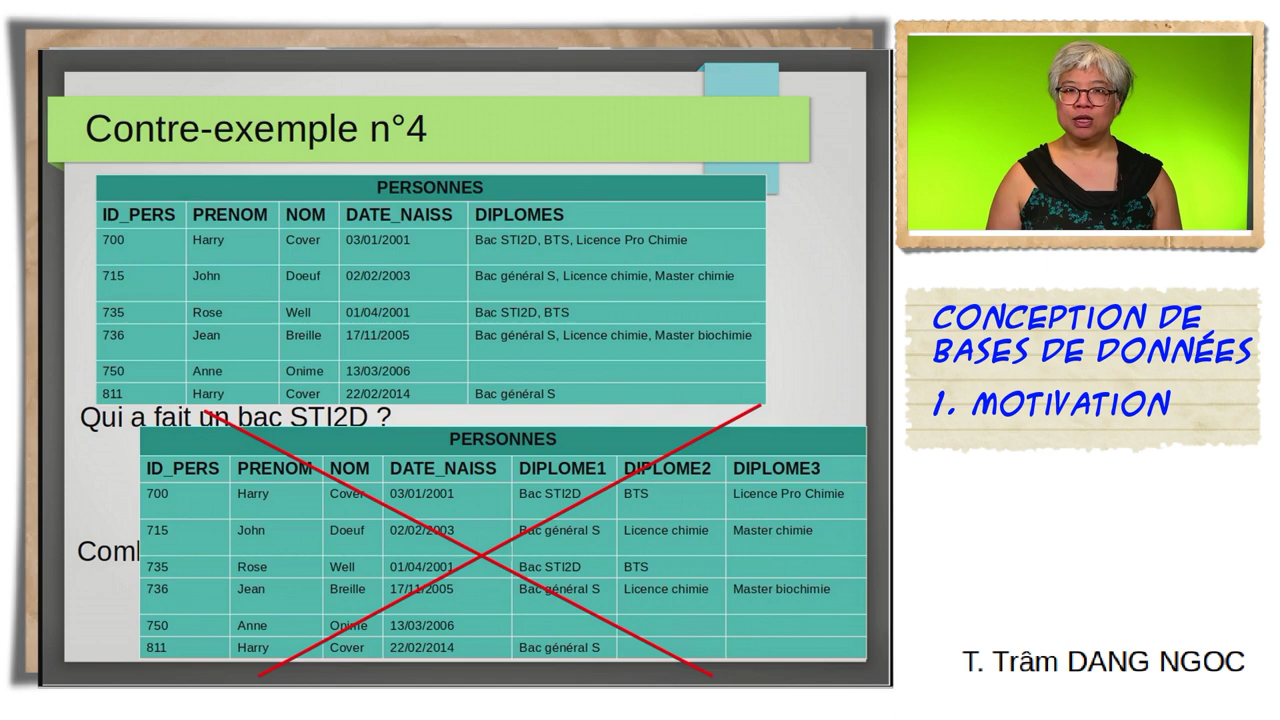 Contre-exemple n°4
PERSONNES
ID_PERS PRENOM NOM DATE_NAISS DIPLOMES
700 Harry Cover 03/01/2001 Bac STI2D, BTS, Licence Pro Chimie
715 John Doeuf 02/02/2003 Bac général S, Licence chimie, Master chimie
735 Rose Well 01/04/2001 Bac STI2D, BTS
736 Jean Breille 17/11/2005 Bac général S, Licence chimie, Master biochimie
750 Anne Onime 13/03/2006
811 Harry Cover 22/02/2014 Bac général S
Qui a fait un bac STI2D ?
PERSONNES
ID_PERS PRENOM NOM DATE_NAISS DIPLOME1 DIPLOME2 DIPLOME3
700 Harry Cover 03/01/2001 Bac STI2D BTS Licence Pro Chimie
715 John Doeuf 02/02/2003 Bac général S Licence chimie Master chimie
735 Rose Well 01/04/2001 Bac STI2D BTS
736 Jean Breille 17/11/2005 Bac général S Licence chimie Master biochimie
750 Anne Onime 13/03/2006
811 Harry Cover 22/02/2014 Bac général S
CONCEPTION DE
BASES DE DONNÉES
1. MOTIVATION
T. Trâm DANG NGOC